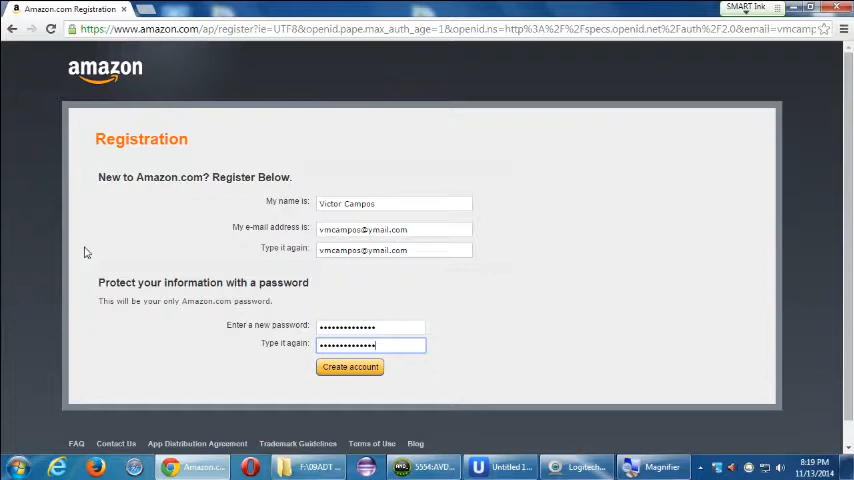 Amazon.com Registration
SMART Ink
https://www.amazon.com/ap/register?ie=UTF8&openid.pape.max_auth_age=1&openid.ns=http%3A%2F%2Fspecs.openid.net%2Fauth%2F2.0&email=vmcamp
amazon
Registration
New to Amazon.com? Register Below.
My name is: Victor Campos
My e-mail address is: vmcampos@ymail.com
Type it again: vmcampos@ymail.com
Protect your information with a password
This will be your only Amazon.com password.
Enter a new password: ••••••••••••••
Type it again: ••••••••••••••
Create account
FAQ Contact Us App Distribution Agreement Trademark Guidelines Terms of Use Blog
Amazon.c... F:\09ADT ... 5554:AVD... Untitled 1... Logitech... Magnifier 8:19 PM
11/13/2014